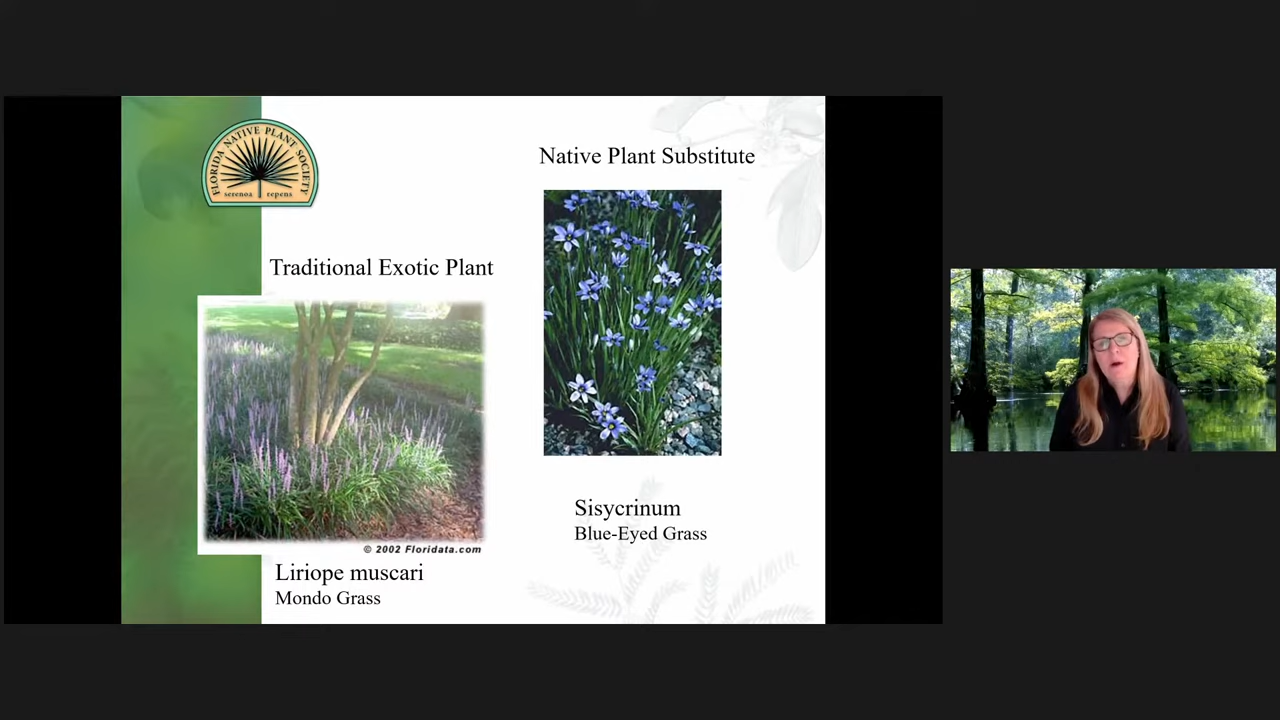 FLORIDA NATIVE PLANT SOCIETY
serenoa repens
Native Plant Substitute
Traditional Exotic Plant
Sisycrinum
Blue-Eyed Grass
© 2002 Floridata.com
Liriope muscari
Mondo Grass